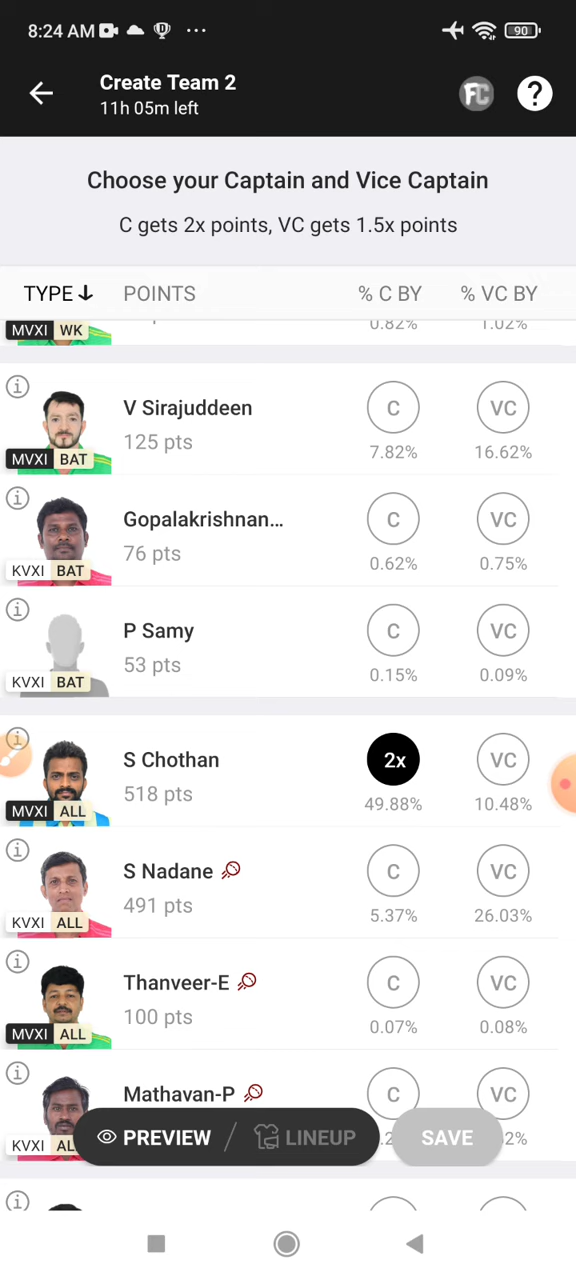 8:24 AM
90
Create Team 2
11h 05m left
FC
?
Choose your Captain and Vice Captain
C gets 2x points, VC gets 1.5x points
TYPE POINTS % C BY % VC BY
MVXI WK 0.82% 1.02%
V Sirajuddeen C VC
125 pts
MVXI BAT 7.82% 16.62%
Gopalakrishnan... C VC
76 pts
KVXI BAT 0.62% 0.75%
P Samy C VC
53 pts
KVXI BAT 0.15% 0.09%
S Chothan 2x VC
518 pts
MVXI ALL 49.88% 10.48%
S Nadane C VC
491 pts
KVXI ALL 5.37% 26.03%
Thanveer-E C VC
100 pts
MVXI ALL 0.07% 0.08%
Mathavan-P C VC
KVXI PREVIEW / LINEUP SAVE